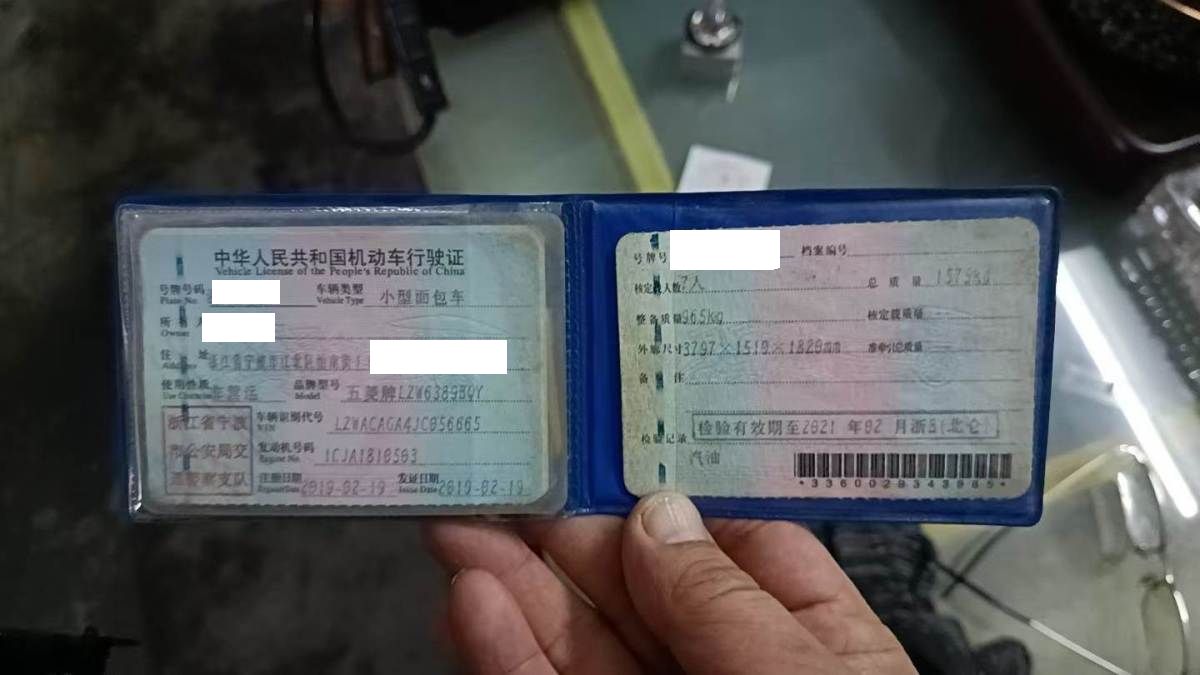 中华人民共和国机动车行驶证
Vehicle License of the People's Republic of China
号牌号码
Plate No.
车辆类型
Vehicle Type
小型面包车
所有人
Owner
住 址
使用性质
Use Character
非营运
品牌型号
Model
五菱牌LZW6389BQY
浙江省宁波
市公安局交
通警察支队
车辆识别代号
VIN
LZWACAGA4JC056665
发动机号码
Engine No.
注册日期
Register Date
2019-02-19
发证日期
Issue Date
2019-02-19
号牌号
档案编号
核定载人数
7人
总 质 量
整备质量
965kg
核定载质量
外廓尺寸
3797×1510×1820mm
准牵引总质量
备 注
检验记录
检验有效期至2021 年02 月浙B(北仑
汽油